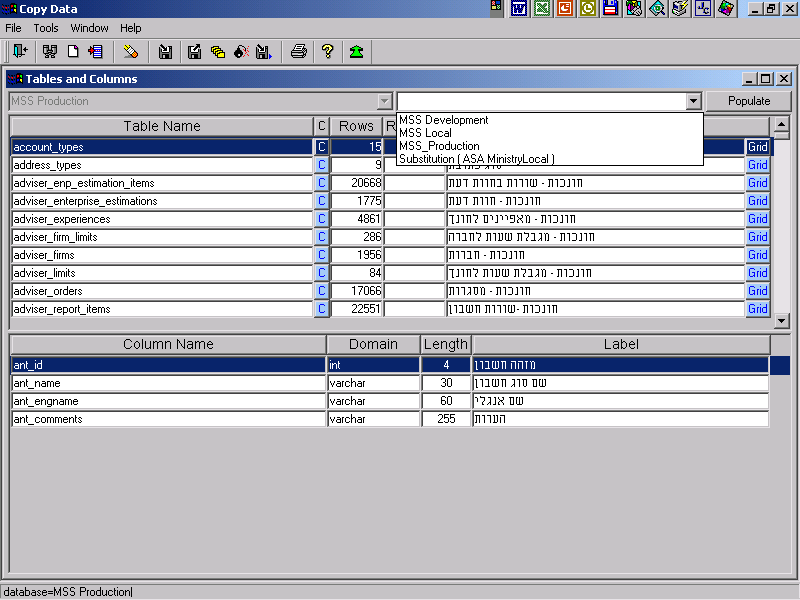 Copy Data
File Tools Window Help
Tables and Columns
MSS Production
Populate
MSS Development
MSS Local
MSS_Production
Substitution ( ASA MinistryLocal )
Table Name C Rows R
account_types C 15 Grid
address_types C 9 Grid
adviser_enp_estimation_items C 20668 חונכות - שורות בחוות דעת Grid
adviser_enterprise_estimations C 1775 חונכות - חוות דעת Grid
adviser_experiences C 4861 חונכות - מאפיינים לחונך Grid
adviser_firm_limits C 286 חונכות - מגבלת שעות לחברה Grid
adviser_firms C 1956 חונכות - חברות Grid
adviser_limits C 84 חונכות - מגבלת שעות לחונך Grid
adviser_orders C 17066 חונכות - מסגרות Grid
adviser_report_items C 22551 חונכות -שורות חשבון Grid
Column Name Domain Length Label
ant_id int 4 מזהה חשבון
ant_name varchar 30 שם סוג חשבון
ant_engname varchar 60 שם אנגלי
ant_comments varchar 255 הערות
database=MSS Production